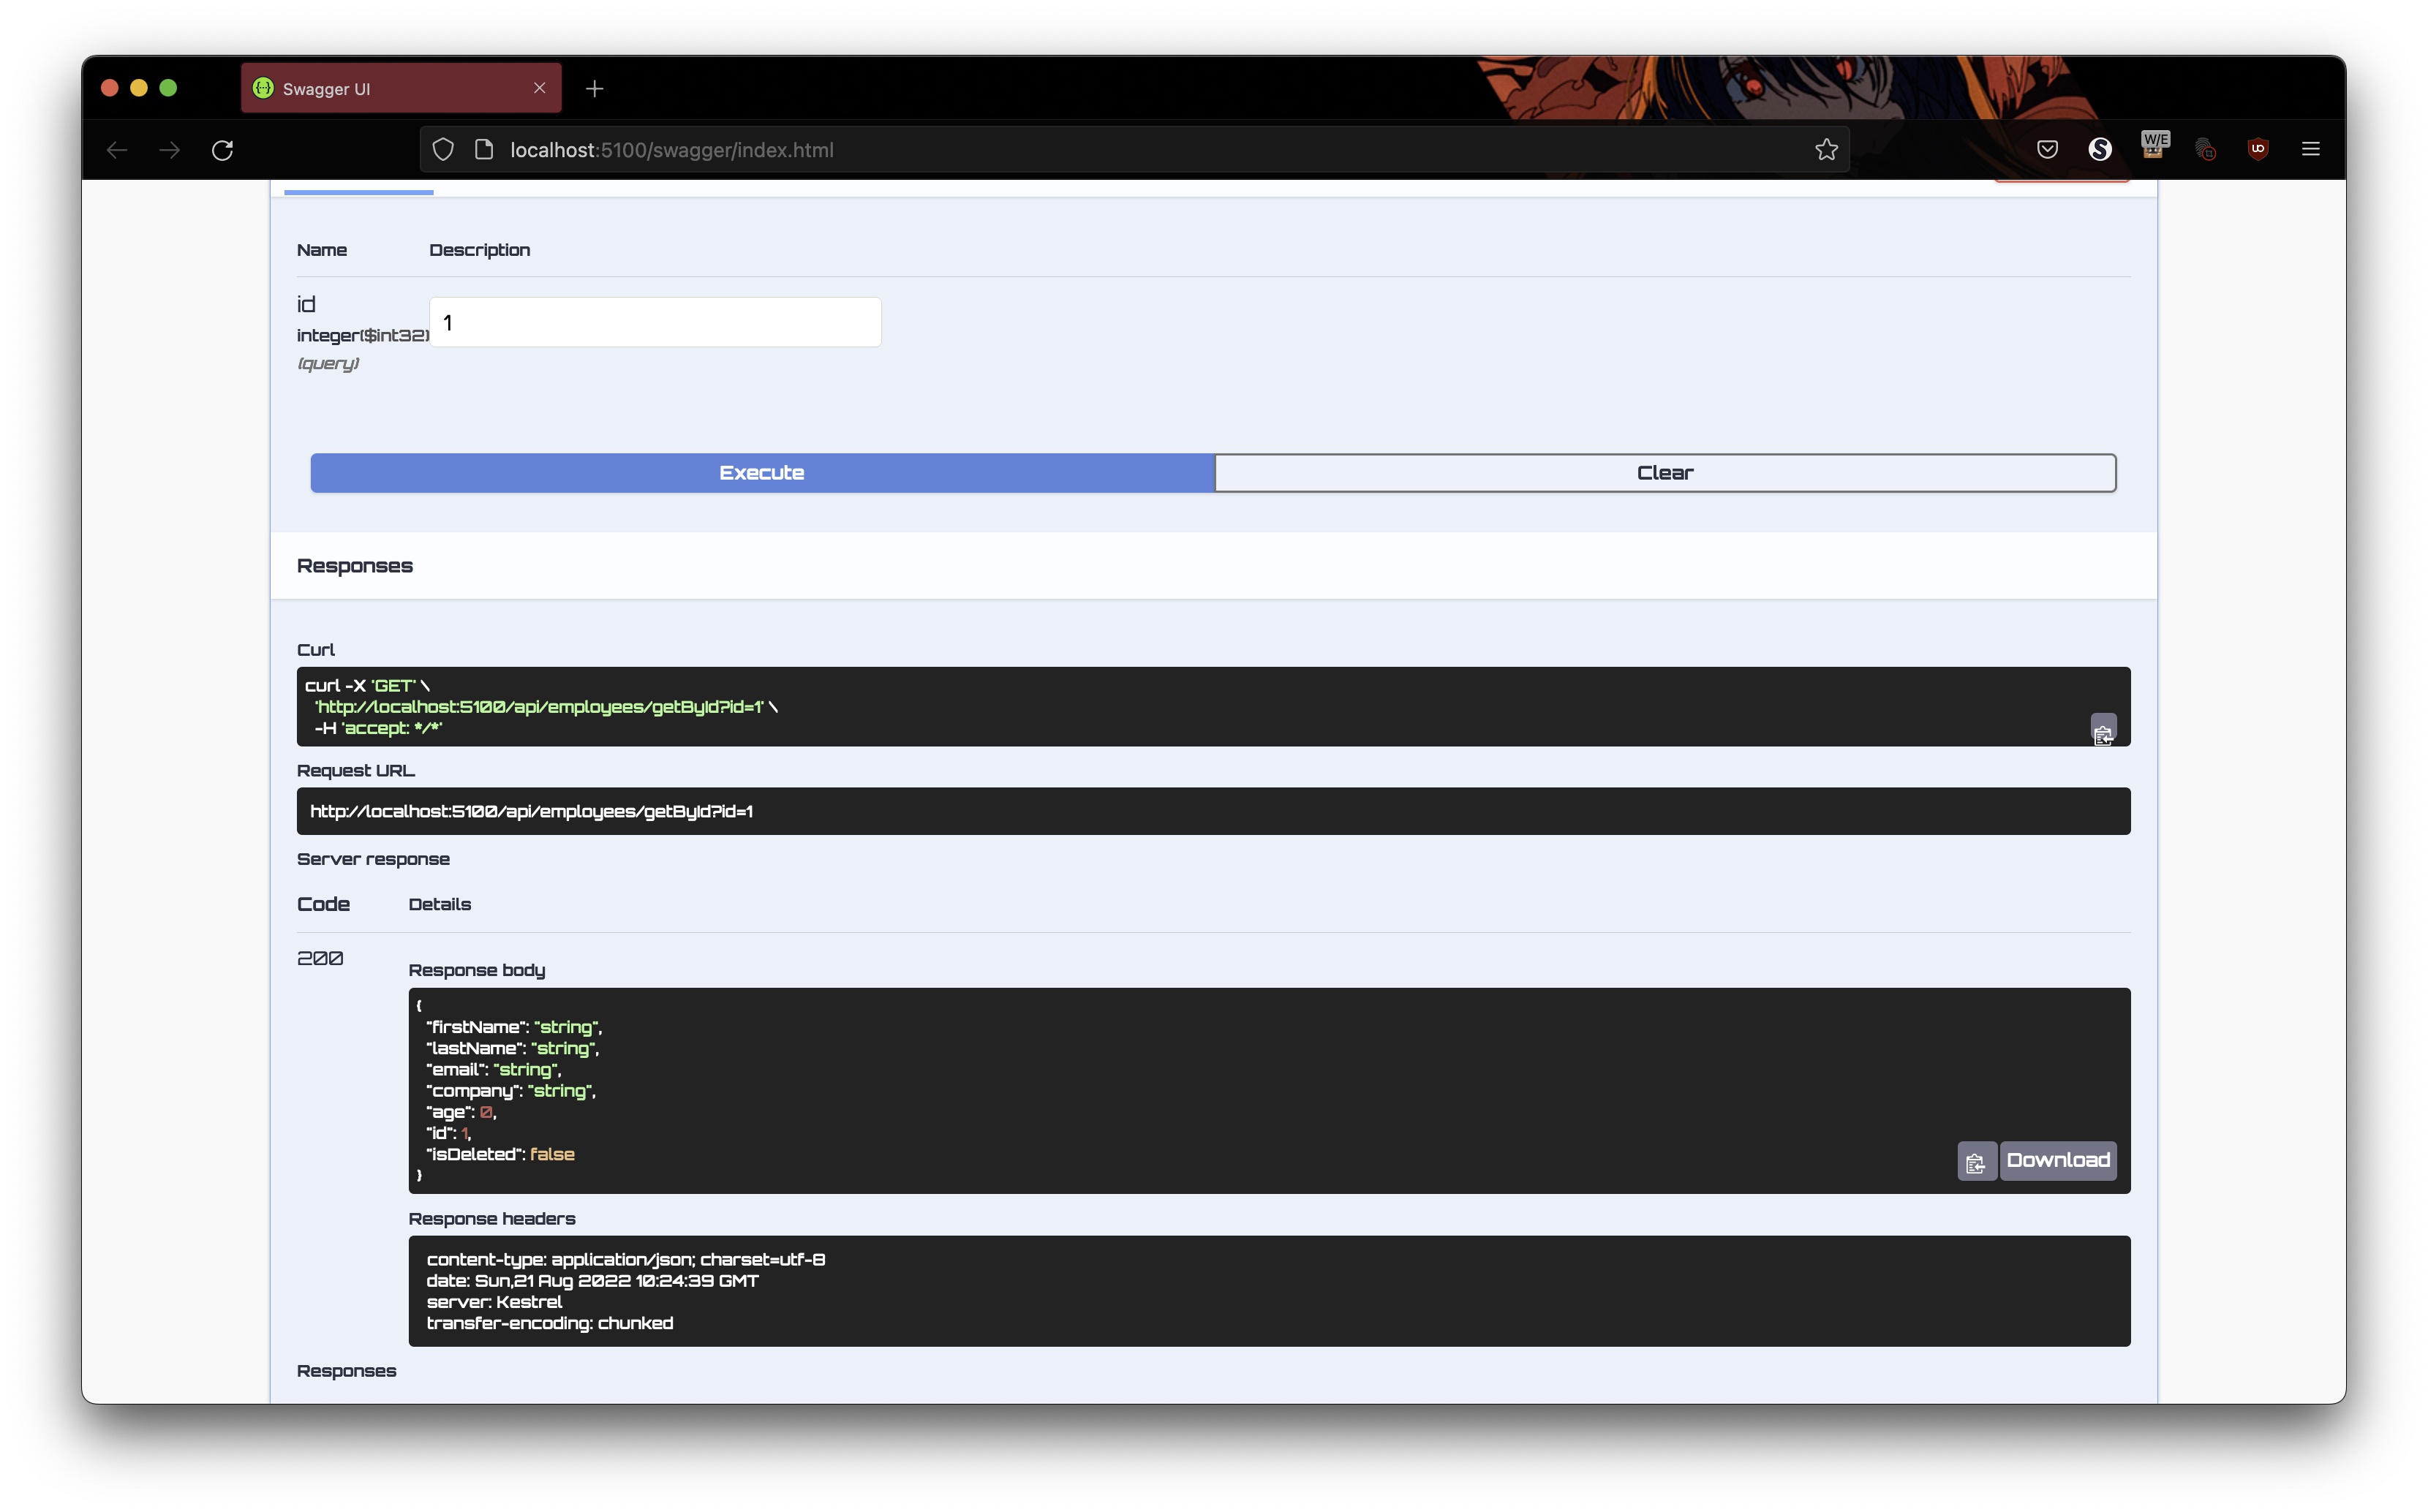 Swagger UI
localhost:5100/swagger/index.html
W/E
Name Description
id
integer($int32)
(query)
1
Execute Clear
Responses
Curl
curl -X 'GET' \
'http://localhost:5100/api/employees/getById?id=1' \
-H 'accept: */*'
Request URL
http://localhost:5100/api/employees/getById?id=1
Server response
Code Details
200
Response body
{
"firstName": "string",
"lastName": "string",
"email": "string",
"company": "string",
"age": 0,
"id": 1,
"isDeleted": false
}
Download
Response headers
content-type: application/json; charset=utf-8
date: Sun,21 Aug 2022 10:24:39 GMT
server: Kestrel
transfer-encoding: chunked
Responses